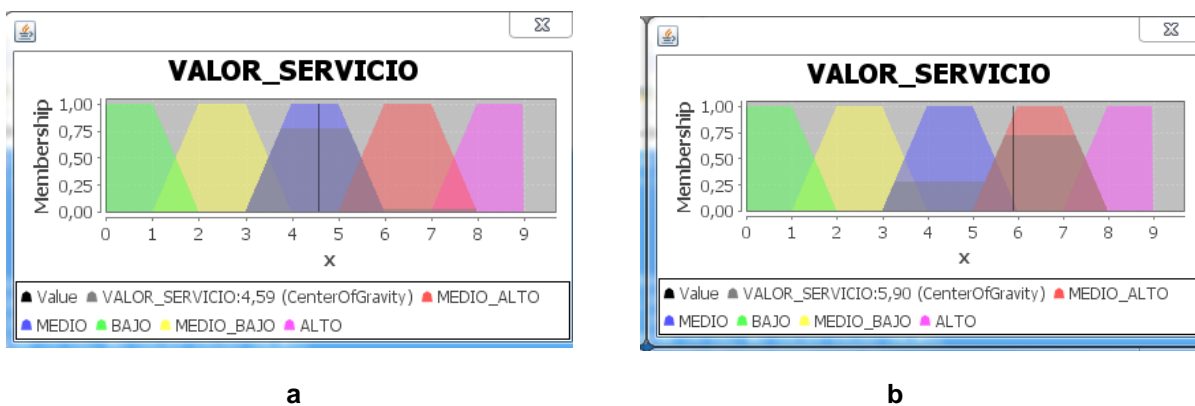 VALOR_SERVICIO
Membership
1,00
0,75
0,50
0,25
0,00
0 1 2 3 4 5 6 7 8 9
x
Value VALOR_SERVICIO:4,59 (CenterOfGravity) MEDIO_ALTO
MEDIO BAJO MEDIO_BAJO ALTO
a
VALOR_SERVICIO
Membership
1,00
0,75
0,50
0,25
0,00
0 1 2 3 4 5 6 7 8 9
x
Value VALOR_SERVICIO:5,90 (CenterOfGravity) MEDIO_ALTO
MEDIO BAJO MEDIO_BAJO ALTO
b